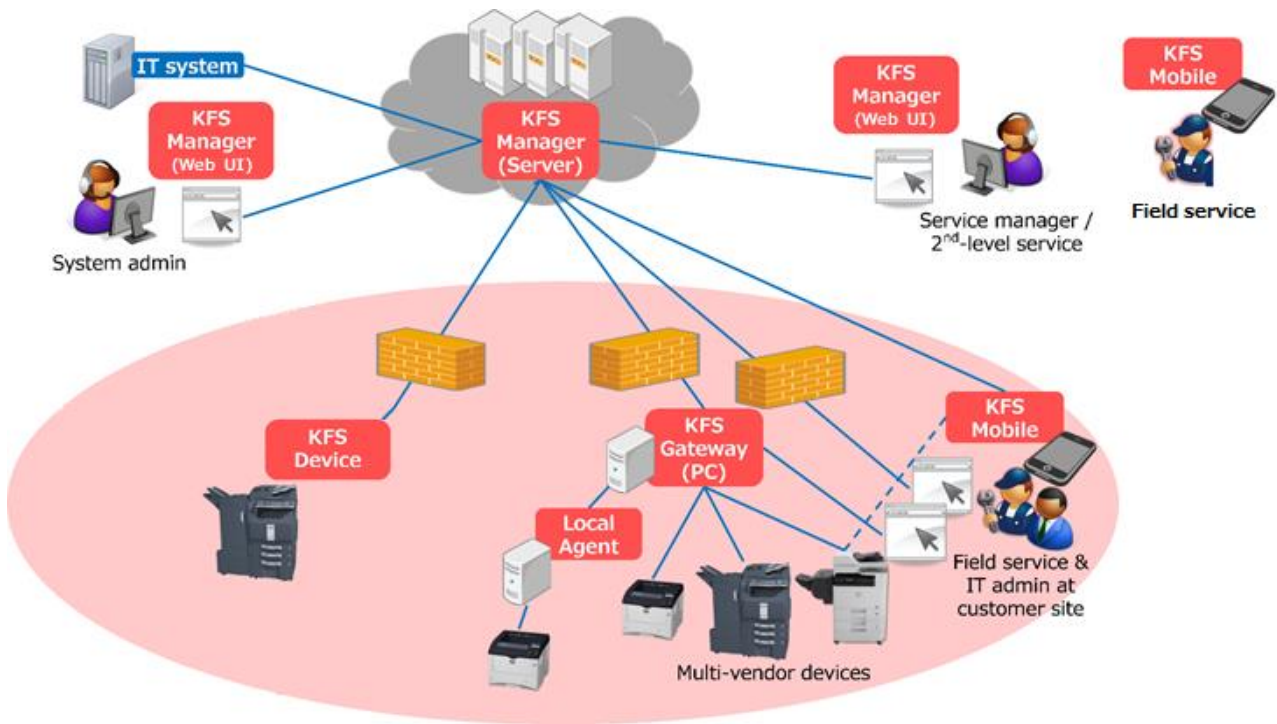 IT system
KFS
Manager
(Web UI)
System admin
KFS
Manager
(Server)
KFS
Manager
(Web UI)
Service manager /
2nd-level service
KFS
Mobile
Field service
KFS
Device
KFS
Gateway
(PC)
Local
Agent
Multi-vendor devices
KFS
Mobile
Field service &
IT admin at
customer site